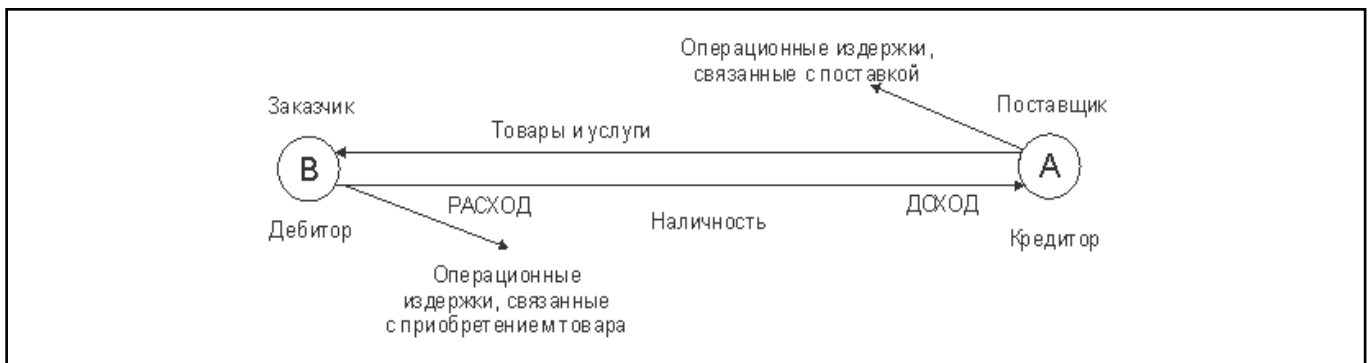 Операционные издержки,
связанные с поставкой
Заказчик
Поставщик
Товары и услуги
В
А
РАСХОД
ДОХОД
Дебитор
Наличность
Кредитор
Операционные
издержки, связанные
с приобретением товара